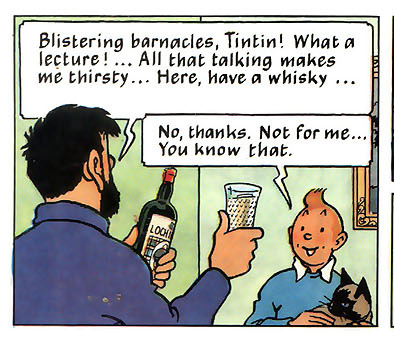 Blistering barnacles, Tintin! What a
lecture! ... All that talking makes
me thirsty... Here, have a whisky ...
No, thanks. Not for me...
You know that.
LOCH